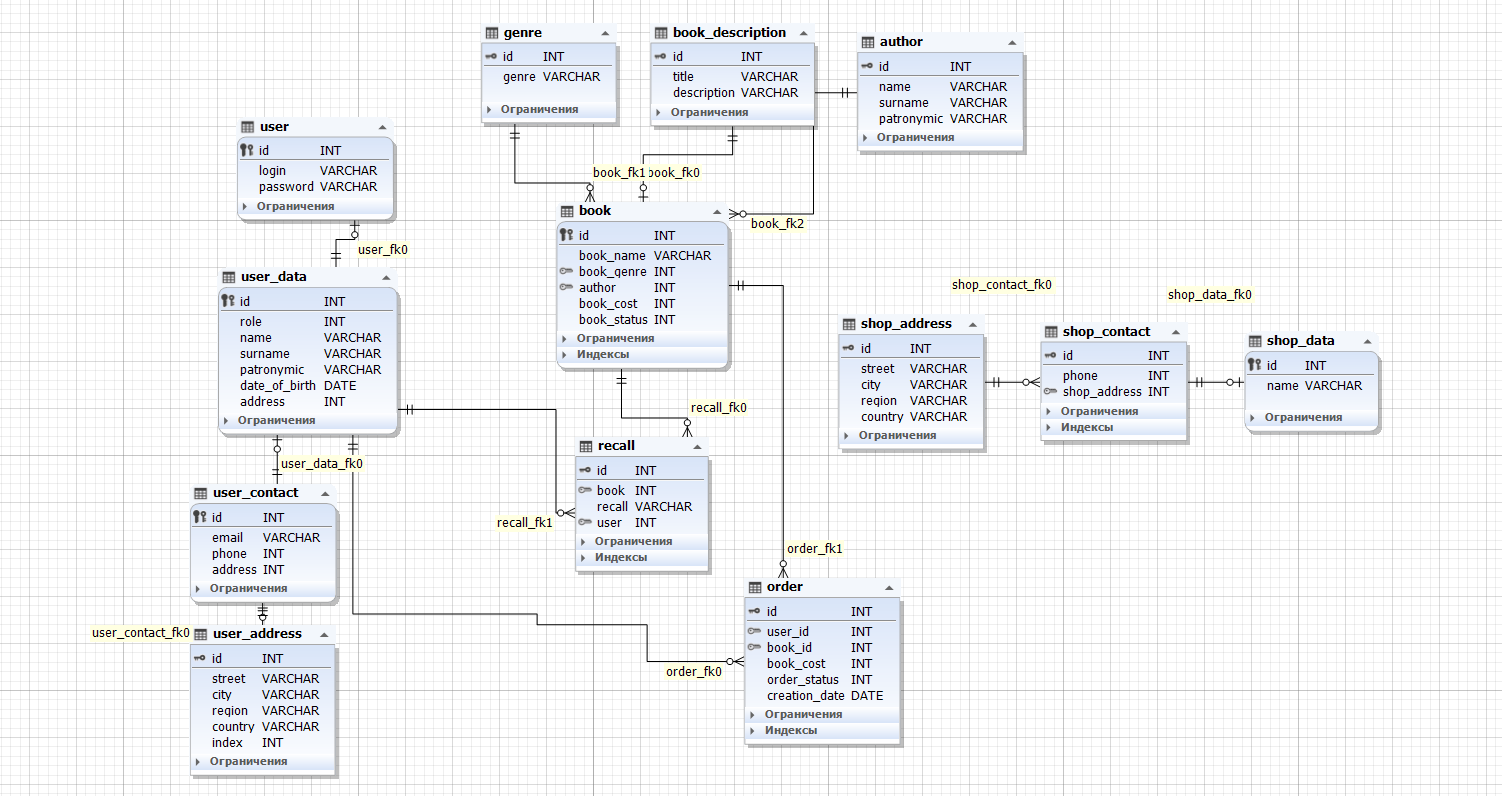 genre
id INT
genre VARCHAR
Ограничения
book_description
id INT
title VARCHAR
description VARCHAR
Ограничения
author
id INT
name VARCHAR
surname VARCHAR
patronymic VARCHAR
Ограничения
user
id INT
login VARCHAR
password VARCHAR
Ограничения
user_fk0
book_fk1
book_fk0
book_fk2
book
id INT
book_name VARCHAR
book_genre INT
author INT
book_cost INT
book_status INT
Ограничения
Индексы
user_data
id INT
role INT
name VARCHAR
surname VARCHAR
patronymic VARCHAR
date_of_birth DATE
address INT
Ограничения
shop_contact_fk0
shop_data_fk0
shop_address
id INT
street VARCHAR
city VARCHAR
region VARCHAR
country VARCHAR
Ограничения
shop_contact
id INT
phone INT
shop_address INT
Ограничения
Индексы
shop_data
id INT
name VARCHAR
Ограничения
recall_fk0
user_data_fk0
recall
id INT
book INT
recall VARCHAR
user INT
Ограничения
Индексы
recall_fk1
user_contact
id INT
email VARCHAR
phone INT
address INT
Ограничения
order_fk1
order
id INT
user_id INT
book_id INT
book_cost INT
order_status INT
creation_date DATE
Ограничения
Индексы
order_fk0
user_contact_fk0
user_address
id INT
street VARCHAR
city VARCHAR
region VARCHAR
country VARCHAR
index INT
Ограничения